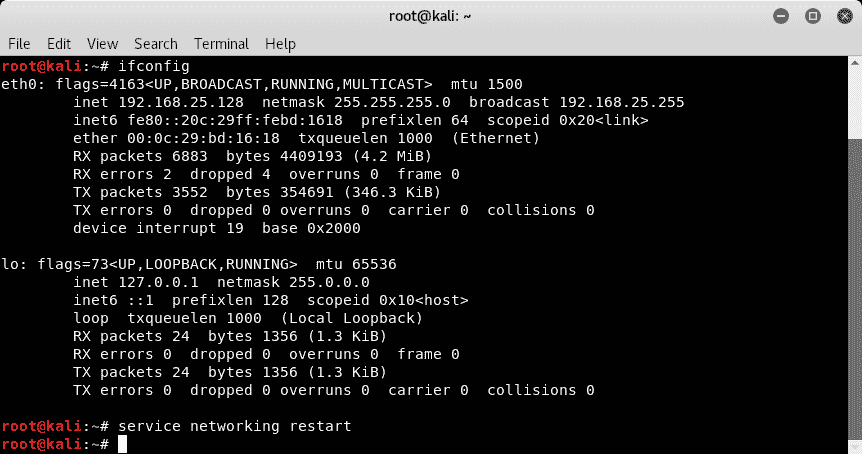 root@kali: ~
File Edit View Search Terminal Help
root@kali:~# ifconfig
eth0: flags=4163<UP,BROADCAST,RUNNING,MULTICAST>  mtu 1500
        inet 192.168.25.128  netmask 255.255.255.0  broadcast 192.168.25.255
        inet6 fe80::20c:29ff:febd:1618  prefixlen 64  scopeid 0x20<link>
        ether 00:0c:29:bd:16:18  txqueuelen 1000  (Ethernet)
        RX packets 6883  bytes 4409193 (4.2 MiB)
        RX errors 2  dropped 4  overruns 0  frame 0
        TX packets 3552  bytes 354691 (346.3 KiB)
        TX errors 0  dropped 0 overruns 0  carrier 0  collisions 0
        device interrupt 19  base 0x2000
lo: flags=73<UP,LOOPBACK,RUNNING>  mtu 65536
        inet 127.0.0.1  netmask 255.0.0.0
        inet6 ::1  prefixlen 128  scopeid 0x10<host>
        loop  txqueuelen 1000  (Local Loopback)
        RX packets 24  bytes 1356 (1.3 KiB)
        RX errors 0  dropped 0  overruns 0  frame 0
        TX packets 24  bytes 1356 (1.3 KiB)
        TX errors 0  dropped 0 overruns 0  carrier 0  collisions 0
root@kali:~# service networking restart
root@kali:~#